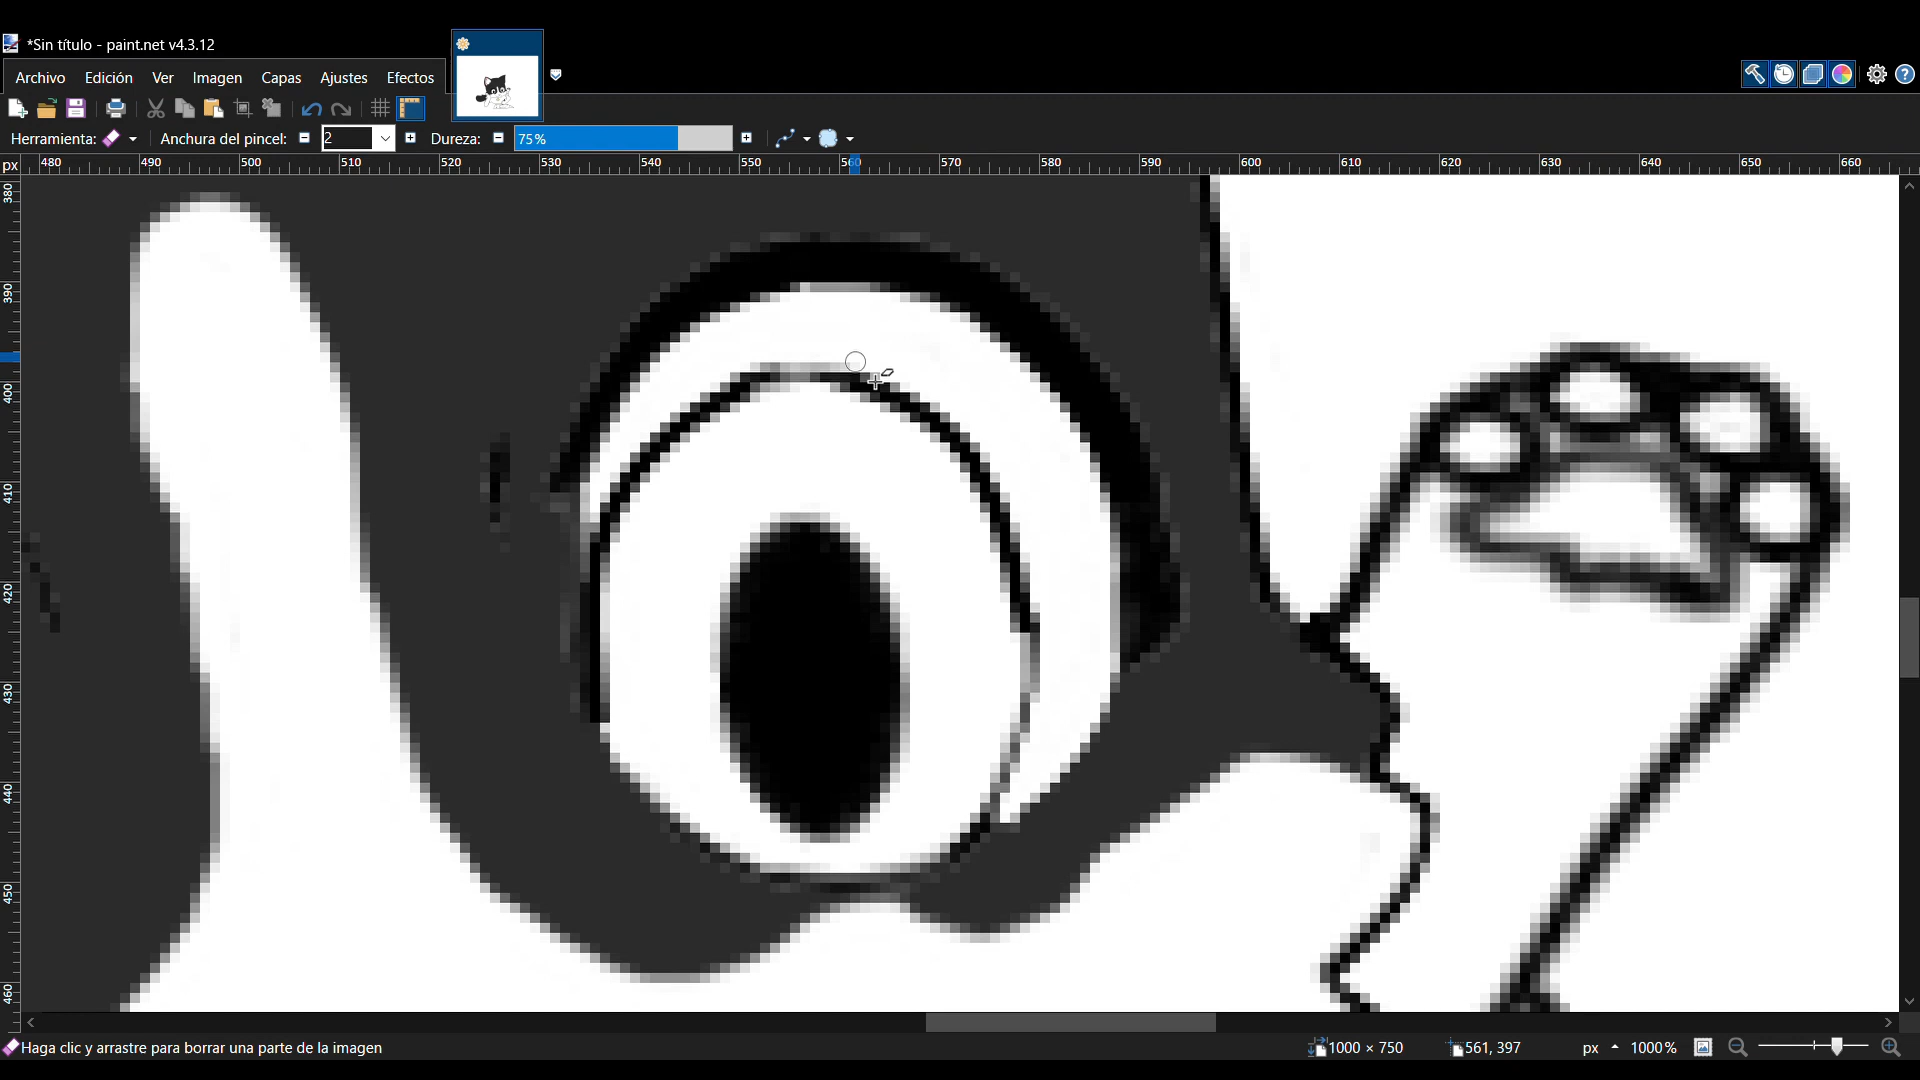 *Sin título - paint.net v4.3.12
Archivo Edición Ver Imagen Capas Ajustes Efectos
Herramienta: Anchura del pincel: 2 Dureza: 75%
px 480 490 500 510 520 530 540 550 560 570 580 590 600 610 620 630 640 650 660
380
390
400
410
420
430
440
450
460
Haga clic y arrastre para borrar una parte de la imagen 1000 × 750 561, 397 px 1000%